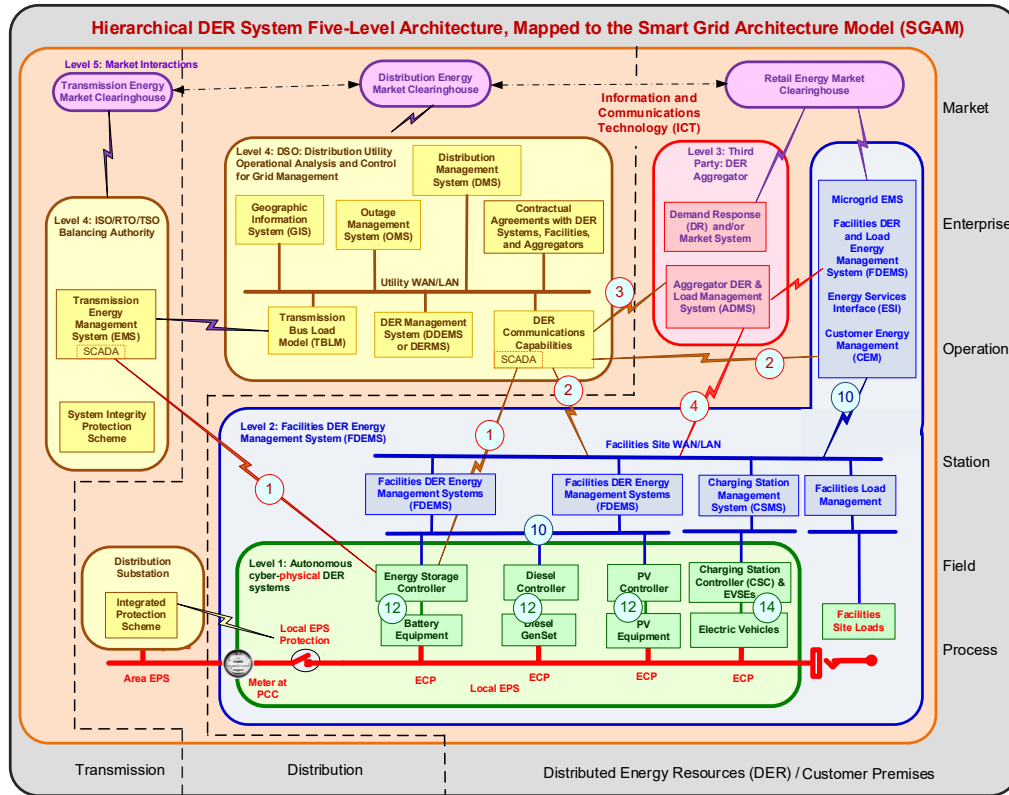 Hierarchical DER System Five-Level Architecture, Mapped to the Smart Grid Architecture Model (SGAM)
Level 5: Market Interactions
Transmission Energy
Market Clearinghouse
Distribution Energy
Market Clearinghouse
Retail Energy Market
Clearinghouse
Market
Information and
Communications
Technology (ICT)
Level 4: DSO: Distribution Utility
Operational Analysis and Control
for Grid Management
Distribution
Management
System (DMS)
Geographic
Information
System (GIS)
Outage
Management
System (OMS)
Contractual
Agreements with DER
Systems, Facilities,
and Aggregators
Utility WAN/LAN
Transmission
Bus Load
Model (TBLM)
DER Management
System (DDEMS
or DERMS)
DER
Communications
Capabilities
SCADA
Level 3: Third
Party: DER
Aggregator
Demand Response
(DR) and/or
Market System
Aggregator DER &
Load Management
System (ADMS)
Microgrid EMS
Facilities DER
and Load
Energy
Management
System (FDEMS)
Energy Services
Interface (ESI)
Customer Energy
Management
(CEM)
Enterprise
Operation
Level 4: ISO/RTO/TSO
Balancing Authority
Transmission
Energy
Management
System (EMS)
SCADA
System Integrity
Protection
Scheme
3
2
2
1
4
10
1
Level 2: Facilities DER Energy
Management System (FDEMS)
Facilities Site WAN/LAN
Station
Facilities DER Energy
Management Systems
(FDEMS)
Facilities DER Energy
Management Systems
(FDEMS)
Charging Station
Management
System (CSMS)
Facilities Load
Management
10
Level 1: Autonomous
cyber-physical DER
systems
Energy Storage
Controller
Diesel
Controller
PV
Controller
Charging Station
Controller (CSC) &
EVSEs
Field
12
12
12
14
Battery
Equipment
Diesel
GenSet
PV
Equipment
Electric Vehicles
Facilities
Site Loads
Distribution
Substation
Integrated
Protection
Scheme
Local EPS
Protection
Process
Area EPS
Meter at
PCC
ECP
Local EPS
ECP
ECP
ECP
Transmission
Distribution
Distributed Energy Resources (DER) / Customer Premises